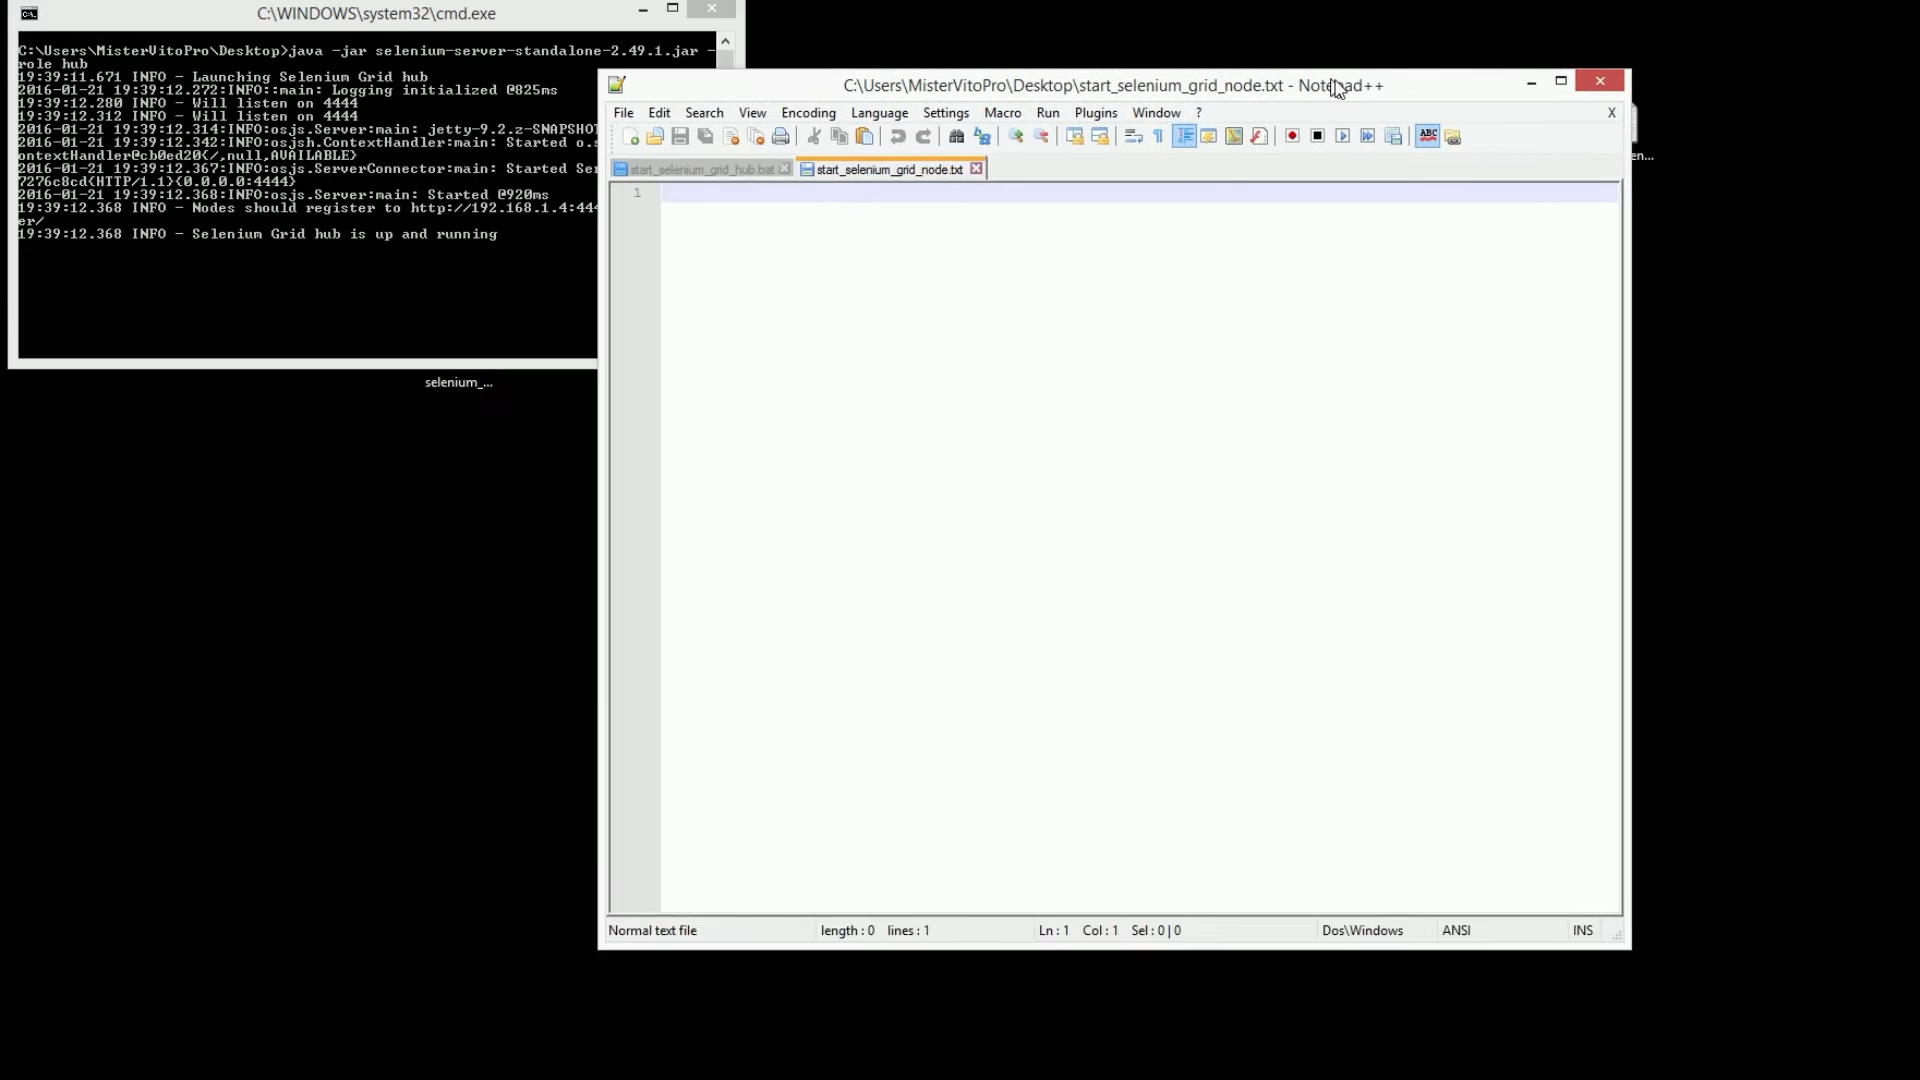 C:\WINDOWS\system32\cmd.exe
C:\Users\MisterVitoPro\Desktop>java -jar selenium-server-standalone-2.49.1.jar -
role hub
19:39:11.671 INFO - Launching Selenium Grid hub
2016-01-21 19:39:12.272:INFO::main: Logging initialized @825ms
19:39:12.280 INFO - Will listen on 4444
19:39:12.312 INFO - Will listen on 4444
2016-01-21 19:39:12.314:INFO:osjs.Server:main: jetty-9.2.z-SNAPSHOT
2016-01-21 19:39:12.342:INFO:osjsh.ContextHandler:main: Started o.s
ontextHandler@cb0ed20{/,null,AVAILABLE}
2016-01-21 19:39:12.367:INFO:osjs.ServerConnector:main: Started Ser
7276c8cd{HTTP/1.1}{0.0.0.0:4444}
2016-01-21 19:39:12.368:INFO:osjs.Server:main: Started @920ms
19:39:12.368 INFO - Nodes should register to http://192.168.1.4:444
er/
19:39:12.368 INFO - Selenium Grid hub is up and running
selenium_...
en...
C:\Users\MisterVitoPro\Desktop\start_selenium_grid_node.txt - Notepad++
File Edit Search View Encoding Language Settings Macro Run Plugins Window ? X
start_selenium_grid_hub.bat start_selenium_grid_node.txt
1
Normal text file length : 0 lines : 1 Ln : 1 Col : 1 Sel : 0 | 0 Dos\Windows ANSI INS